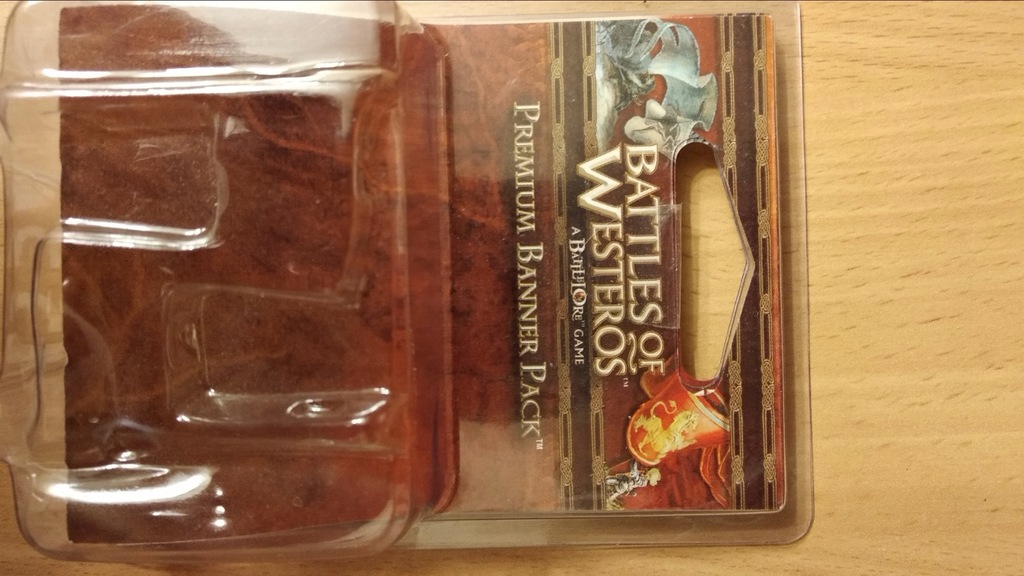 BATTLES OF
WESTEROS™
A BATTLELORE™ GAME
PREMIUM BANNER PACK™